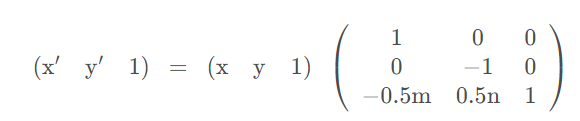 (x′ y′ 1) = (x y 1) ( 1 0 0
0 −1 0
−0.5m 0.5n 1 )